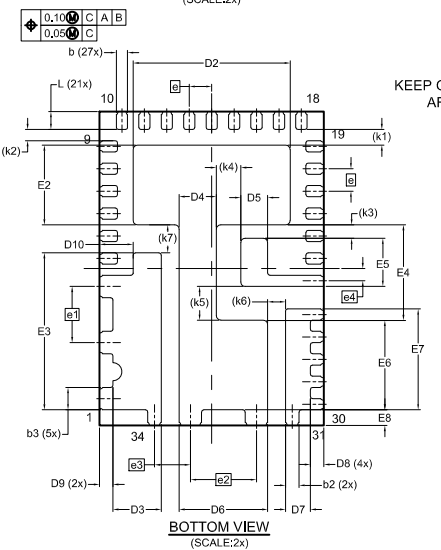 (SCALE:2x)
0.10Ⓜ C A B
0.05Ⓜ C
b (27x)
D2
L (21x)
e
KEEP O
AR
10
18
9
19
(k1)
(k2)
(k4)
e
E2
D4
D5
(k3)
(k7)
D10
E5
E4
e4
(k5)
(k6)
e1
E3
E7
E6
1
30
E8
b3 (5x)
34
31
e3
e2
D8 (4x)
D9 (2x)
b2 (2x)
D3
D6
D7
BOTTOM VIEW
(SCALE:2x)